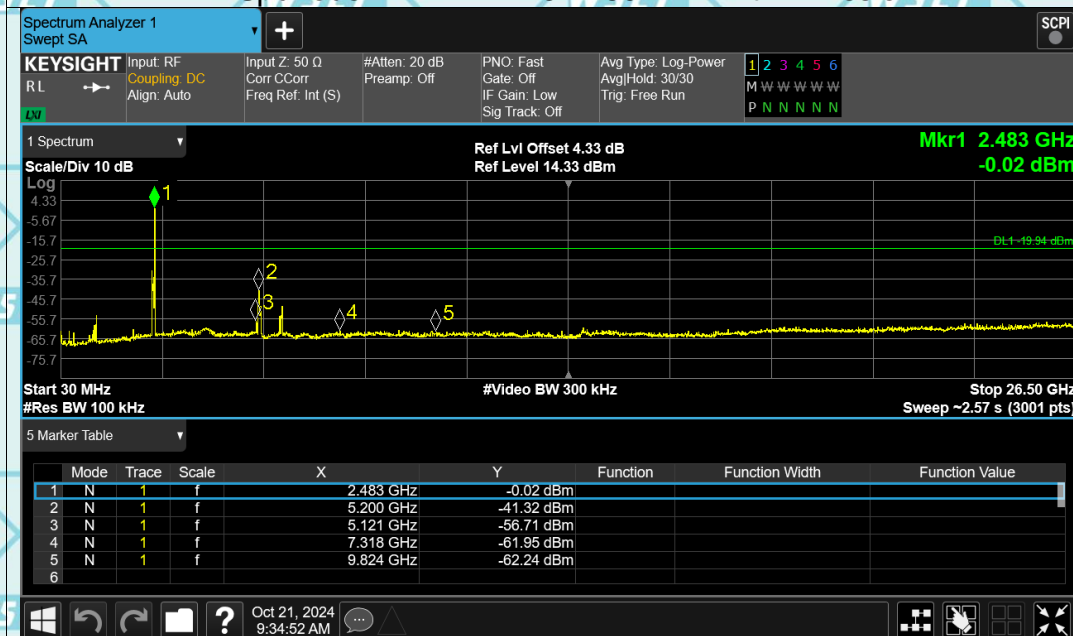 Spectrum Analyzer 1
Swept SA
+
SCPI
KEYSIGHT
RL
LXI
Input: RF
Coupling: DC
Align: Auto
Input Z: 50 Ω
Corr CCorr
Freq Ref: Int (S)
#Atten: 20 dB
Preamp: Off
PNO: Fast
Gate: Off
IF Gain: Low
Sig Track: Off
Avg Type: Log-Power
Avg|Hold: 30/30
Trig: Free Run
1 2 3 4 5 6
M W W W W W
P N N N N N
1 Spectrum
Scale/Div 10 dB
Ref Lvl Offset 4.33 dB
Ref Level 14.33 dBm
Mkr1 2.483 GHz
-0.02 dBm
Log
4.33
-5.67
-15.7
-25.7
-35.7
-45.7
-55.7
-65.7
-75.7
1
2
3
4
5
DL1 -19.94 dBm
Start 30 MHz
#Video BW 300 kHz
Stop 26.50 GHz
#Res BW 100 kHz
Sweep ~2.57 s (3001 pts)
5 Marker Table
Mode Trace Scale X Y Function Function Width Function Value
1 N 1 f 2.483 GHz -0.02 dBm
2 N 1 f 5.200 GHz -41.32 dBm
3 N 1 f 5.121 GHz -56.71 dBm
4 N 1 f 7.318 GHz -61.95 dBm
5 N 1 f 9.824 GHz -62.24 dBm
6
?
Oct 21, 2024
9:34:52 AM